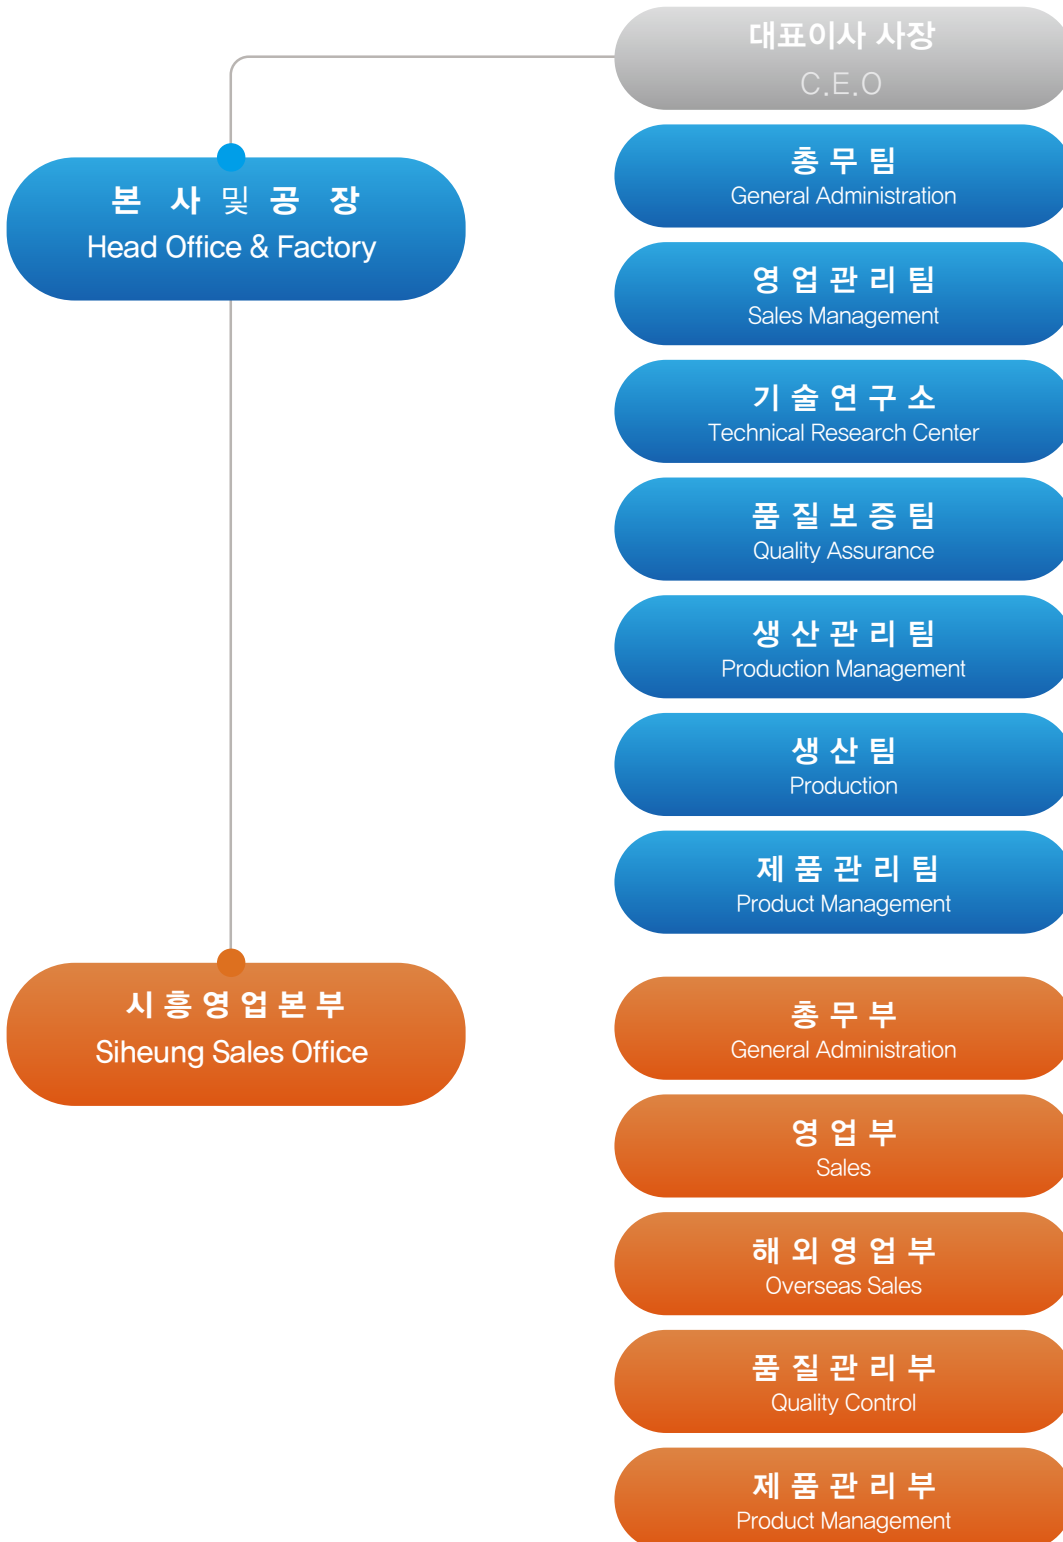 대표이사 사장
C.E.O
본 사 및 공 장
Head Office & Factory
총 무 팀
General Administration
영 업 관 리 팀
Sales Management
기 술 연 구 소
Technical Research Center
품 질 보 증 팀
Quality Assurance
생 산 관 리 팀
Production Management
생 산 팀
Production
제 품 관 리 팀
Product Management
시 흥 영 업 본 부
Siheung Sales Office
총 무 부
General Administration
영 업 부
Sales
해 외 영 업 부
Overseas Sales
품 질 관 리 부
Quality Control
제 품 관 리 부
Product Management